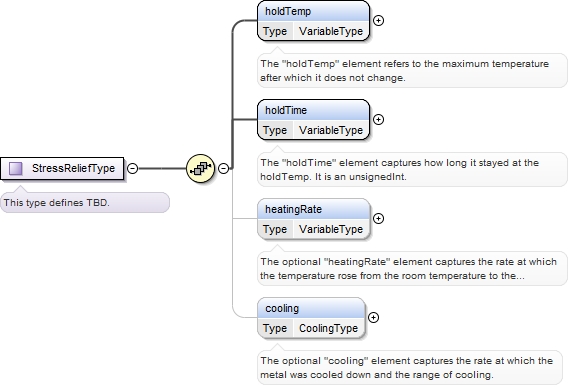 holdTemp
Type VariableType
The "holdTemp" element refers to the maximum temperature
after which it does not change.
holdTime
Type VariableType
The "holdTime" element captures how long it stayed at the
holdTemp. It is an unsignedInt.
StressReliefType
This type defines TBD.
heatingRate
Type VariableType
The optional "heatingRate" element captures the rate at which
the temperature rose from the room temperature to the...
cooling
Type CoolingType
The optional "cooling" element captures the rate at which the
metal was cooled down and the range of cooling.